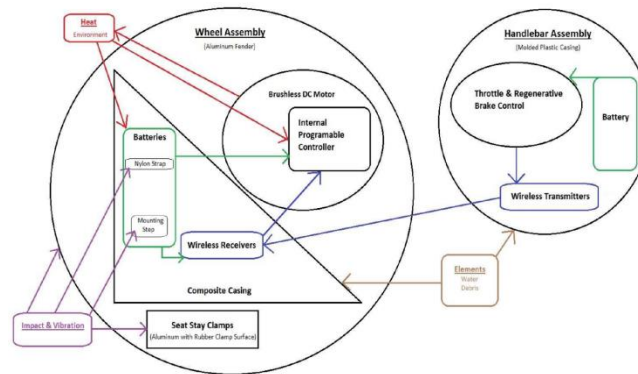 Heat
Environment
Wheel Assembly
(Aluminum Fender)
Handlebar Assembly
(Molded Plastic Casing)
Brushless DC Motor
Internal
Programable
Controller
Throttle & Regenerative
Brake Control
Battery
Batteries
Nylon Strap
Mounting
Step
Wireless Receivers
Wireless Transmitters
Composite Casing
Elements
Water
Debris
Impact & Vibration
Seat Stay Clamps
(Aluminum with Rubber Clamp Surface)